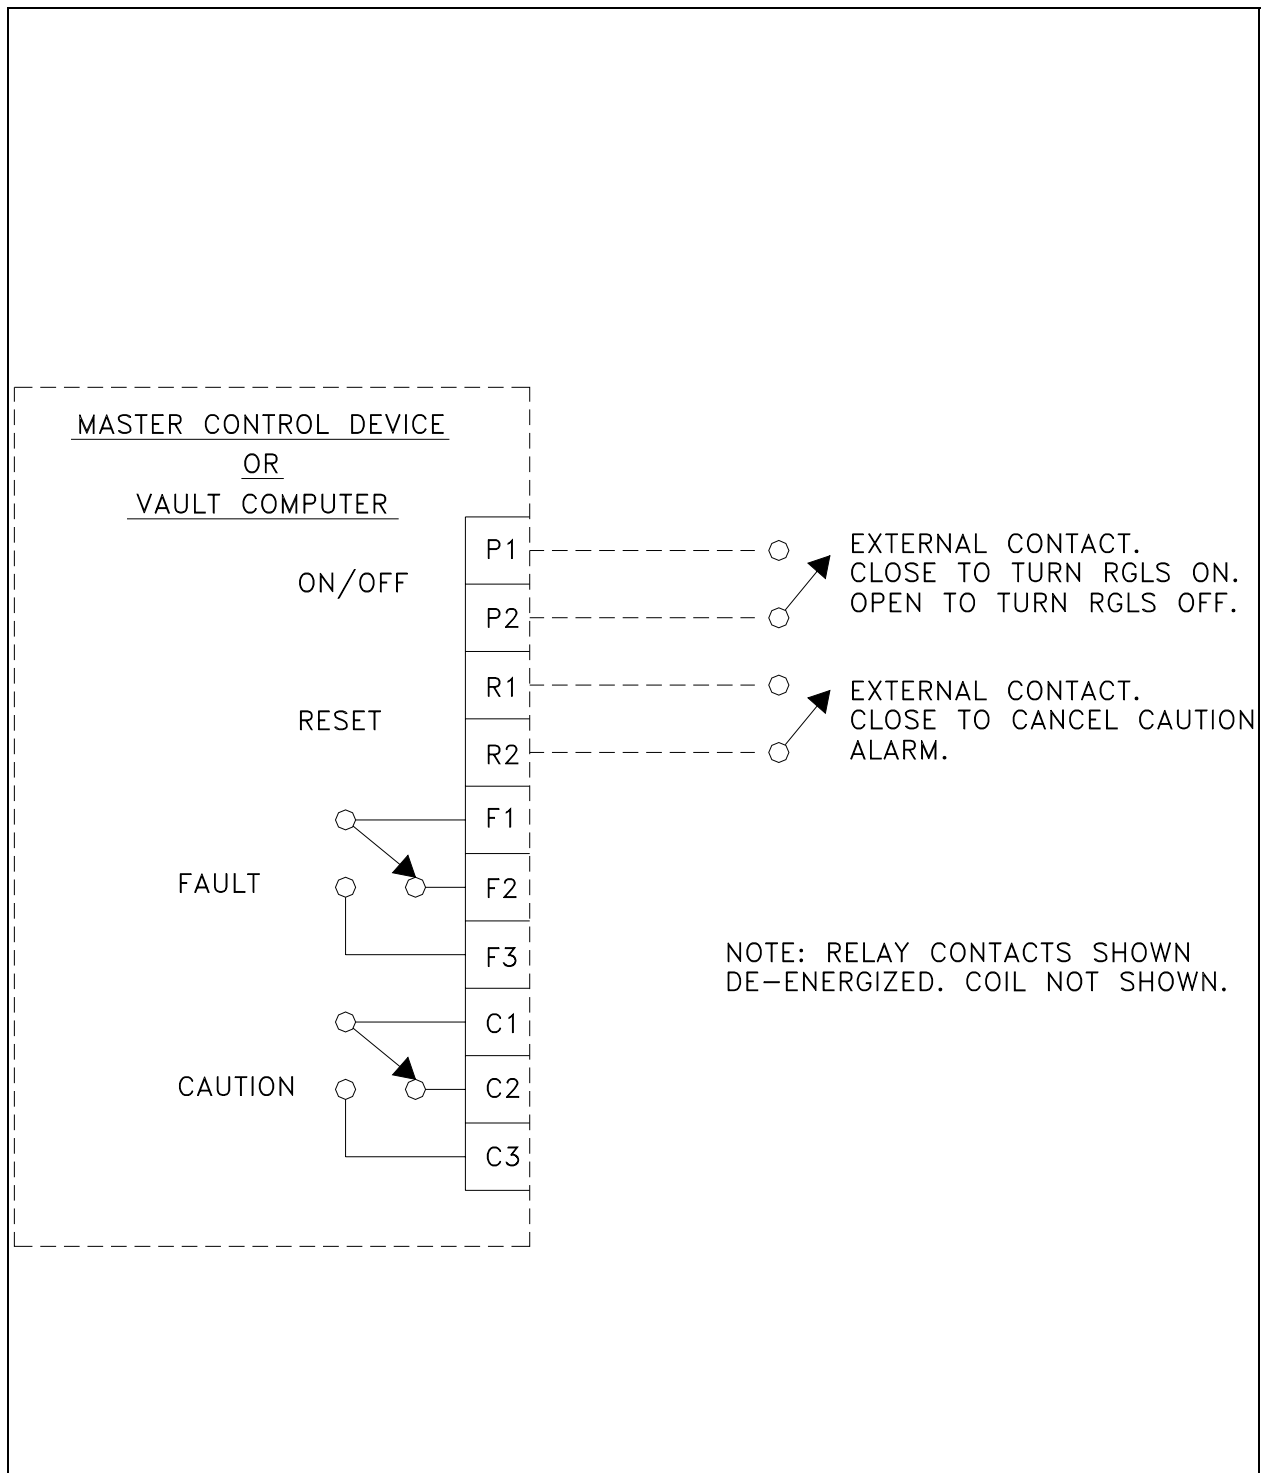 MASTER CONTROL DEVICE
OR
VAULT COMPUTER
ON/OFF
P1
P2
EXTERNAL CONTACT.
CLOSE TO TURN RGLS ON.
OPEN TO TURN RGLS OFF.
RESET
R1
R2
EXTERNAL CONTACT.
CLOSE TO CANCEL CAUTION
ALARM.
FAULT
F1
F2
F3
NOTE: RELAY CONTACTS SHOWN
DE-ENERGIZED. COIL NOT SHOWN.
CAUTION
C1
C2
C3